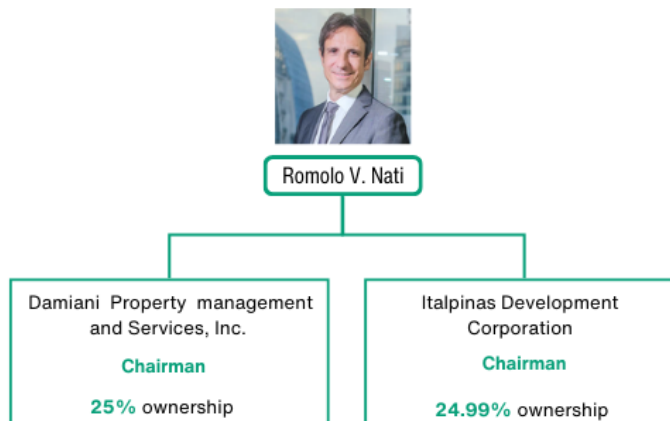 Romolo V. Nati
Damiani Property management
and Services, Inc.
Chairman
25% ownership
Italpinas Development
Corporation
Chairman
24.99% ownership